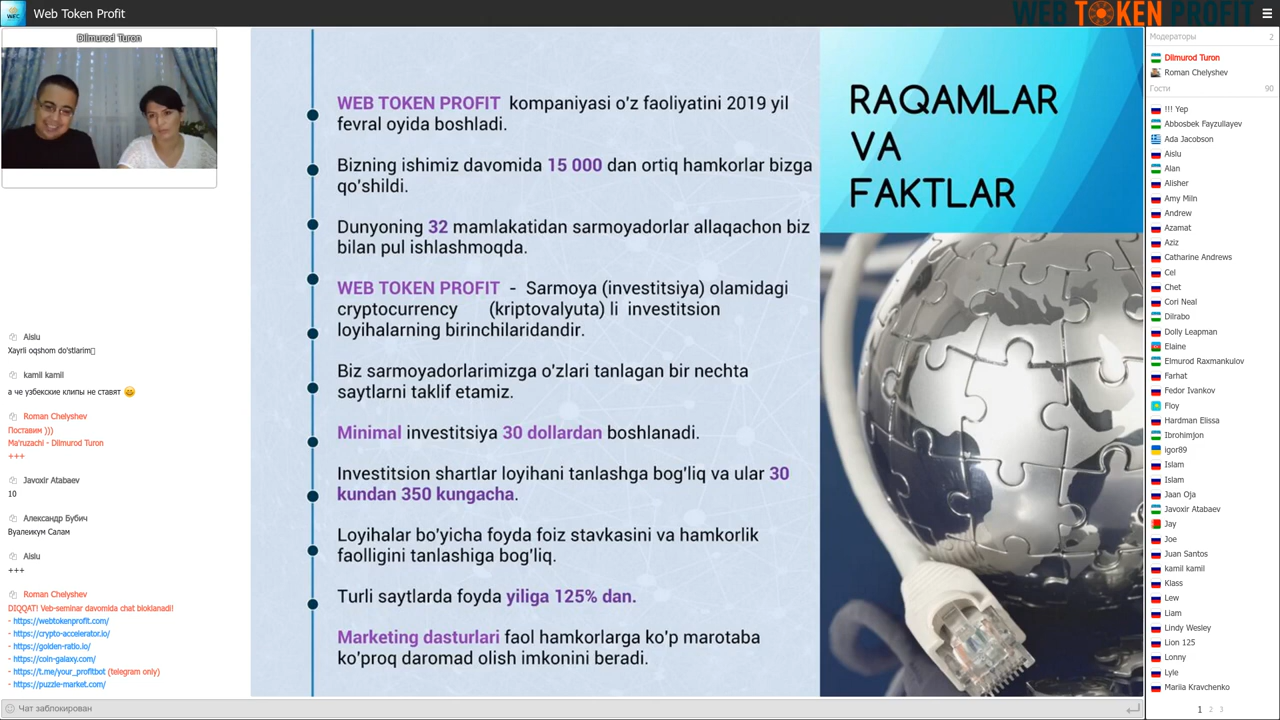 Web Token Profit
WEB TOKEN PROFIT
Dilmurod Turon
WEB TOKEN PROFIT kompaniyasi o'z faoliyatini 2019 yil
fevral oyida boshladi.
Bizning ishimiz davomida 15 000 dan ortiq hamkorlar bizga
qo'shildi.
Dunyoning 32 mamlakatidan sarmoyadorlar allaqachon biz
bilan pul ishlashmoqda.
WEB TOKEN PROFIT - Sarmoya (investitsiya) olamidagi
cryptocurrency (kriptovalyuta) li investitsion
loyihalarning birinchilaridandir.
Biz sarmoyadorlarimizga o'zlari tanlagan bir nechta
saytlarni taklif etamiz.
Minimal investitsiya 30 dollardan boshlanadi.
Investitsion shartlar loyihani tanlashga bog'liq va ular 30
kundan 350 kungacha.
Loyihalar bo'yicha foyda foiz stavkasini va hamkorlik
faolligini tanlashiga bog'liq.
Turli saytlarda foyda yiliga 125% dan.
Marketing dasturlari faol hamkorlarga ko'p marotaba
ko'proq daromad olish imkonini beradi.
RAQAMLAR
VA
FAKTLAR
Aislu
Xayrli oqshom do'stlarim
kamil kamil
а че узбекские клипы не ставят
Roman Chelyshev
Поставим )))
Ma'ruzachi - Dilmurod Turon
+++
Javoxir Atabaev
10
Александр Бубич
Вуалеикум Салам
Aislu
+++
Roman Chelyshev
DIQQAT! Veb-seminar davomida chat bloklanadi!
- https://webtokenprofit.com/
- https://crypto-accelerator.io/
- https://golden-ratio.io/
- https://coin-galaxy.com/
- https://t.me/your_profitbot (telegram only)
- https://puzzle-market.com/
Чат заблокирован
Модераторы 2
Dilmurod Turon
Roman Chelyshev
Гости 90
!!! Yep
Abbosbek Fayzullayev
Ada Jacobson
Aislu
Alan
Alisher
Amy Miln
Andrew
Azamat
Aziz
Catharine Andrews
Cel
Chet
Cori Neal
Dilrabo
Dolly Leapman
Elaine
Elmurod Raxmankulov
Farhat
Fedor Ivankov
Floy
Hardman Elissa
Ibrohimjon
igor89
Islam
Islam
Jaan Oja
Javoxir Atabaev
Jay
Joe
Juan Santos
kamil kamil
Klass
Lew
Liam
Lindy Wesley
Lion 125
Lonny
Lyle
Mariia Kravchenko
1 2 3